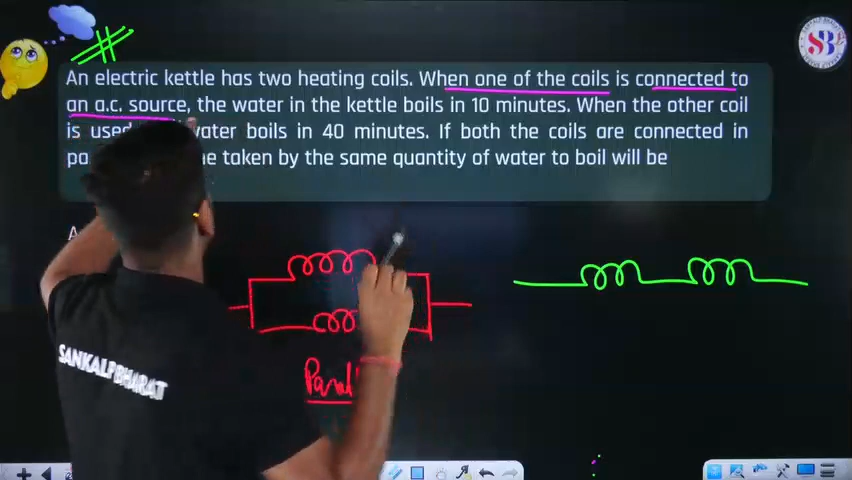 An electric kettle has two heating coils. When one of the coils is connected to
an a.c. source, the water in the kettle boils in 10 minutes. When the other coil
is used water boils in 40 minutes. If both the coils are connected in
taken by the same quantity of water to boil will be
SB
SANKALP BHARAT